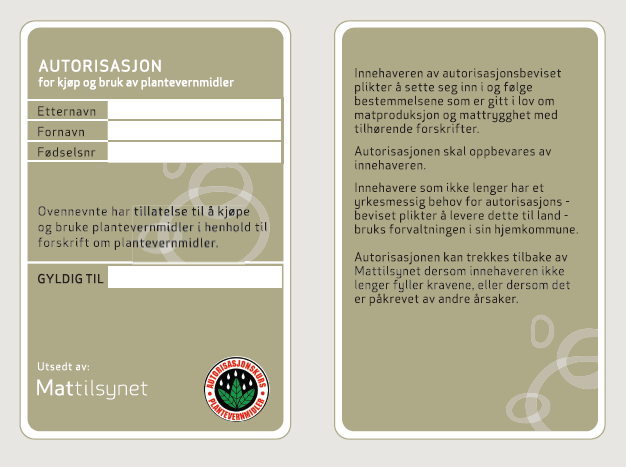 AUTORISASJON
for kjøp og bruk av plantevernmidler
Etternavn
Fornavn
Fødselsnr
Ovennevnte har tillatelse til å kjøpe
og bruke plantevernmidler i henhold til
forskrift om plantevernmidler.
GYLDIG TIL
Utsedt av:
Mattilsynet
AUTORISASJONSKURS
PLANTEVERNMIDLER
Innehaveren av autorisasjonsbeviset
plikter å sette seg inn i og følge
bestemmelsene som er gitt i lov om
matproduksjon og mattrygghet med
tilhørende forskrifter.
Autorisasjonen skal oppbevares av
innehaveren.
Innehavere som ikke lenger har et
yrkesmessig behov for autorisasjons -
beviset plikter å levere dette til land -
bruks forvaltningen i sin hjemkommune.
Autorisasjonen kan trekkes tilbake av
Mattilsynet dersom innehaveren ikke
lenger fyller kravene, eller dersom det
er påkrevet av andre årsaker.